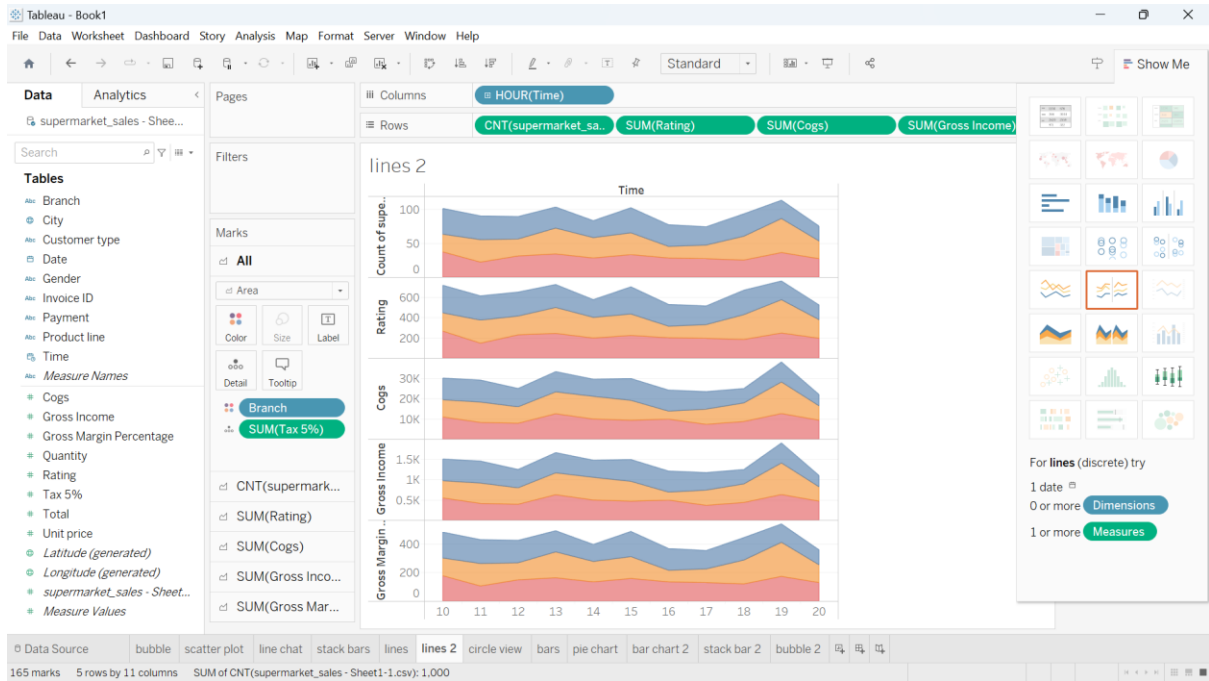 Tableau - Book1
File Data Worksheet Dashboard Story Analysis Map Format Server Window Help
Standard
Show Me
Data Analytics
supermarket_sales - Shee...
Search
Tables
Abc Branch
City
Abc Customer type
Date
Abc Gender
Abc Invoice ID
Abc Payment
Abc Product line
Time
Abc Measure Names
# Cogs
# Gross Income
# Gross Margin Percentage
# Quantity
# Rating
# Tax 5%
# Total
# Unit price
Latitude (generated)
Longitude (generated)
# supermarket_sales - Sheet...
# Measure Values
Pages
Filters
Marks
All
Area
Color Size Label
Detail Tooltip
Branch
SUM(Tax 5%)
CNT(supermark...
SUM(Rating)
SUM(Cogs)
SUM(Gross Inco...
SUM(Gross Mar...
Columns HOUR(Time)
Rows CNT(supermarket_sa.. SUM(Rating) SUM(Cogs) SUM(Gross Income)
lines 2
Time
Count of supe..
100
50
0
Rating
600
400
200
Cogs
30K
20K
10K
Gross Income
1.5K
1K
0.5K
Gross Margin ..
400
200
0
10 11 12 13 14 15 16 17 18 19 20
For lines (discrete) try
1 date
0 or more Dimensions
1 or more Measures
Data Source bubble scatter plot line chart stack bars lines lines 2 circle view bars pie chart bar chart 2 stack bar 2 bubble 2
165 marks 5 rows by 11 columns SUM of CNT(supermarket_sales - Sheet1-1.csv): 1,000